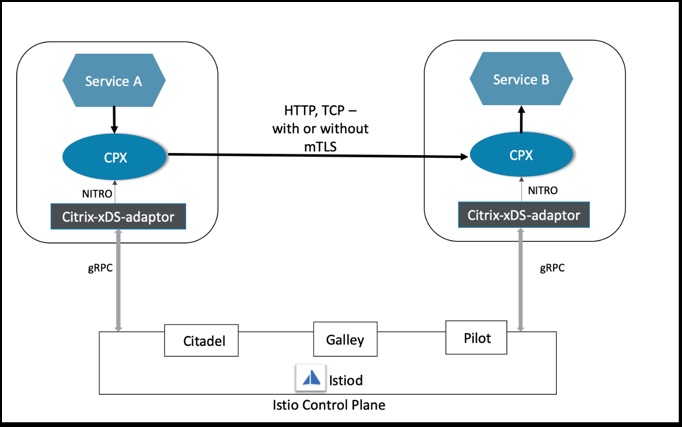 Service A
Service B
HTTP, TCP –
with or without
mTLS
CPX
CPX
NITRO
NITRO
Citrix-xDS-adaptor
Citrix-xDS-adaptor
gRPC
gRPC
Citadel
Galley
Pilot
Istiod
Istio Control Plane